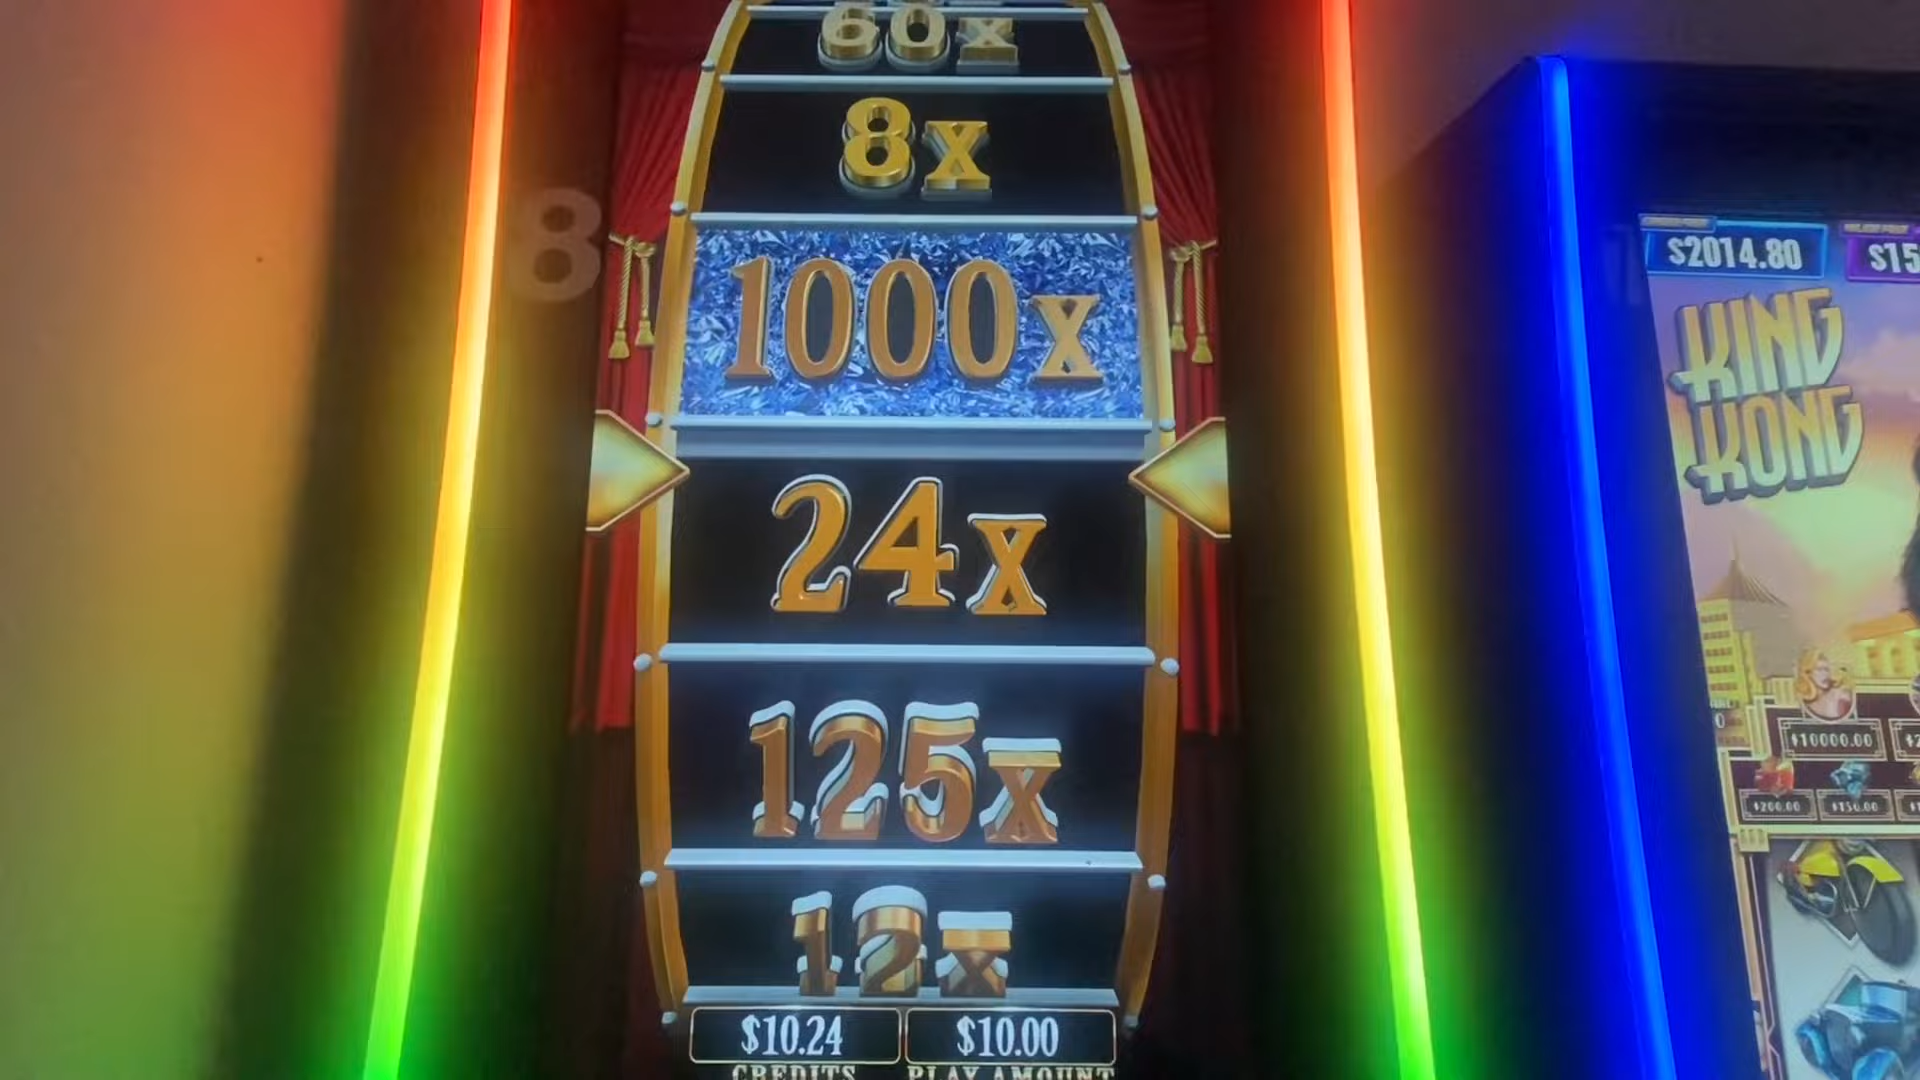 60x
8x
8
1000x
24x
125x
12x
$10.24
$10.00
CREDITS
PLAY AMOUNT
$2014.80
$15
KING
KONG
$10000.00
$200.00
$150.00